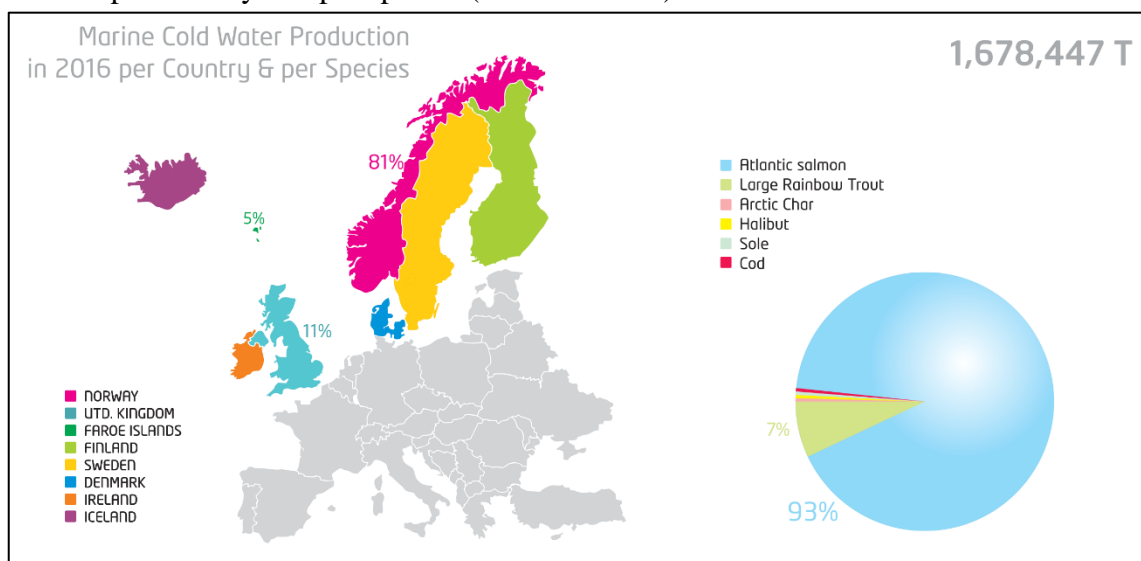 Marine Cold Water Production
in 2016 per Country & per Species
1,678,447 T
81%
5%
11%
NORWAY
UTD. KINGDOM
FAROE ISLANDS
FINLAND
SWEDEN
DENMARK
IRELAND
ICELAND
Atlantic salmon
Large Rainbow Trout
Arctic Char
Halibut
Sole
Cod
7%
93%